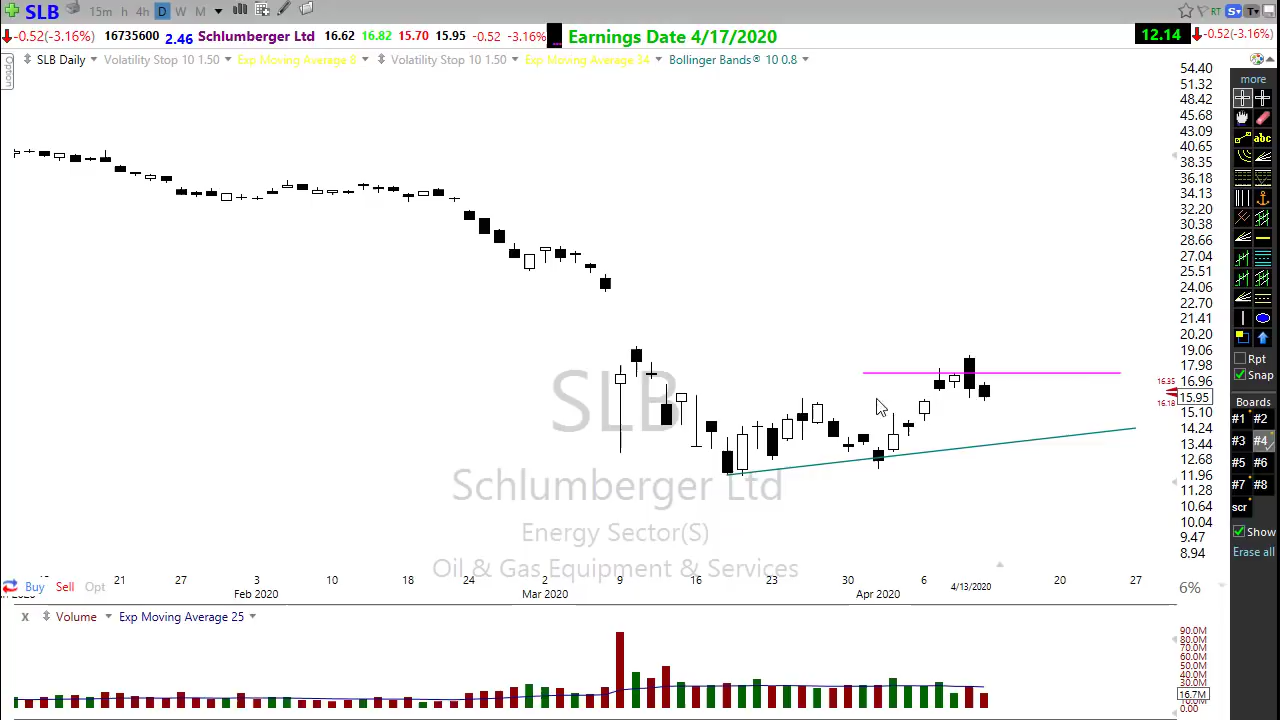 SLB 15m h 4h D W M RT S T
-0.52(-3.16%) 16735600 2.46 Schlumberger Ltd 16.62 16.82 15.70 15.95 -0.52 -3.16% Earnings Date 4/17/2020 12.14 -0.52(-3.16%)
Option
SLB Daily Volatility Stop 10 1.50 Exp Moving Average 8 Volatility Stop 10 1.50 Exp Moving Average 34 Bollinger Bands® 10 0.8
54.40
51.32
48.42
45.68
43.09
40.65
38.35
36.18
34.13
32.20
30.38
28.66
27.04
25.51
24.06
22.70
21.41
20.20
19.06
17.98
16.35
16.96
15.95
16.18
15.10
14.24
13.44
12.68
11.96
11.28
10.64
10.04
9.47
8.94
more
abc
Rpt
Snap
Boards
#1 #2
#3 #4
#5 #6
#7 #8
scr
Show
Erase all
SLB
Schlumberger Ltd
Energy Sector(S)
Oil & Gas Equipment & Services
21 27 3 10 18 24 2 9 16 23 30 6 4/13/2020 20 27
Feb 2020 Mar 2020 Apr 2020
Buy Sell Opt
6%
X Volume Exp Moving Average 25
90.0M
80.0M
70.0M
60.0M
50.0M
40.0M
30.0M
16.7M
0.00